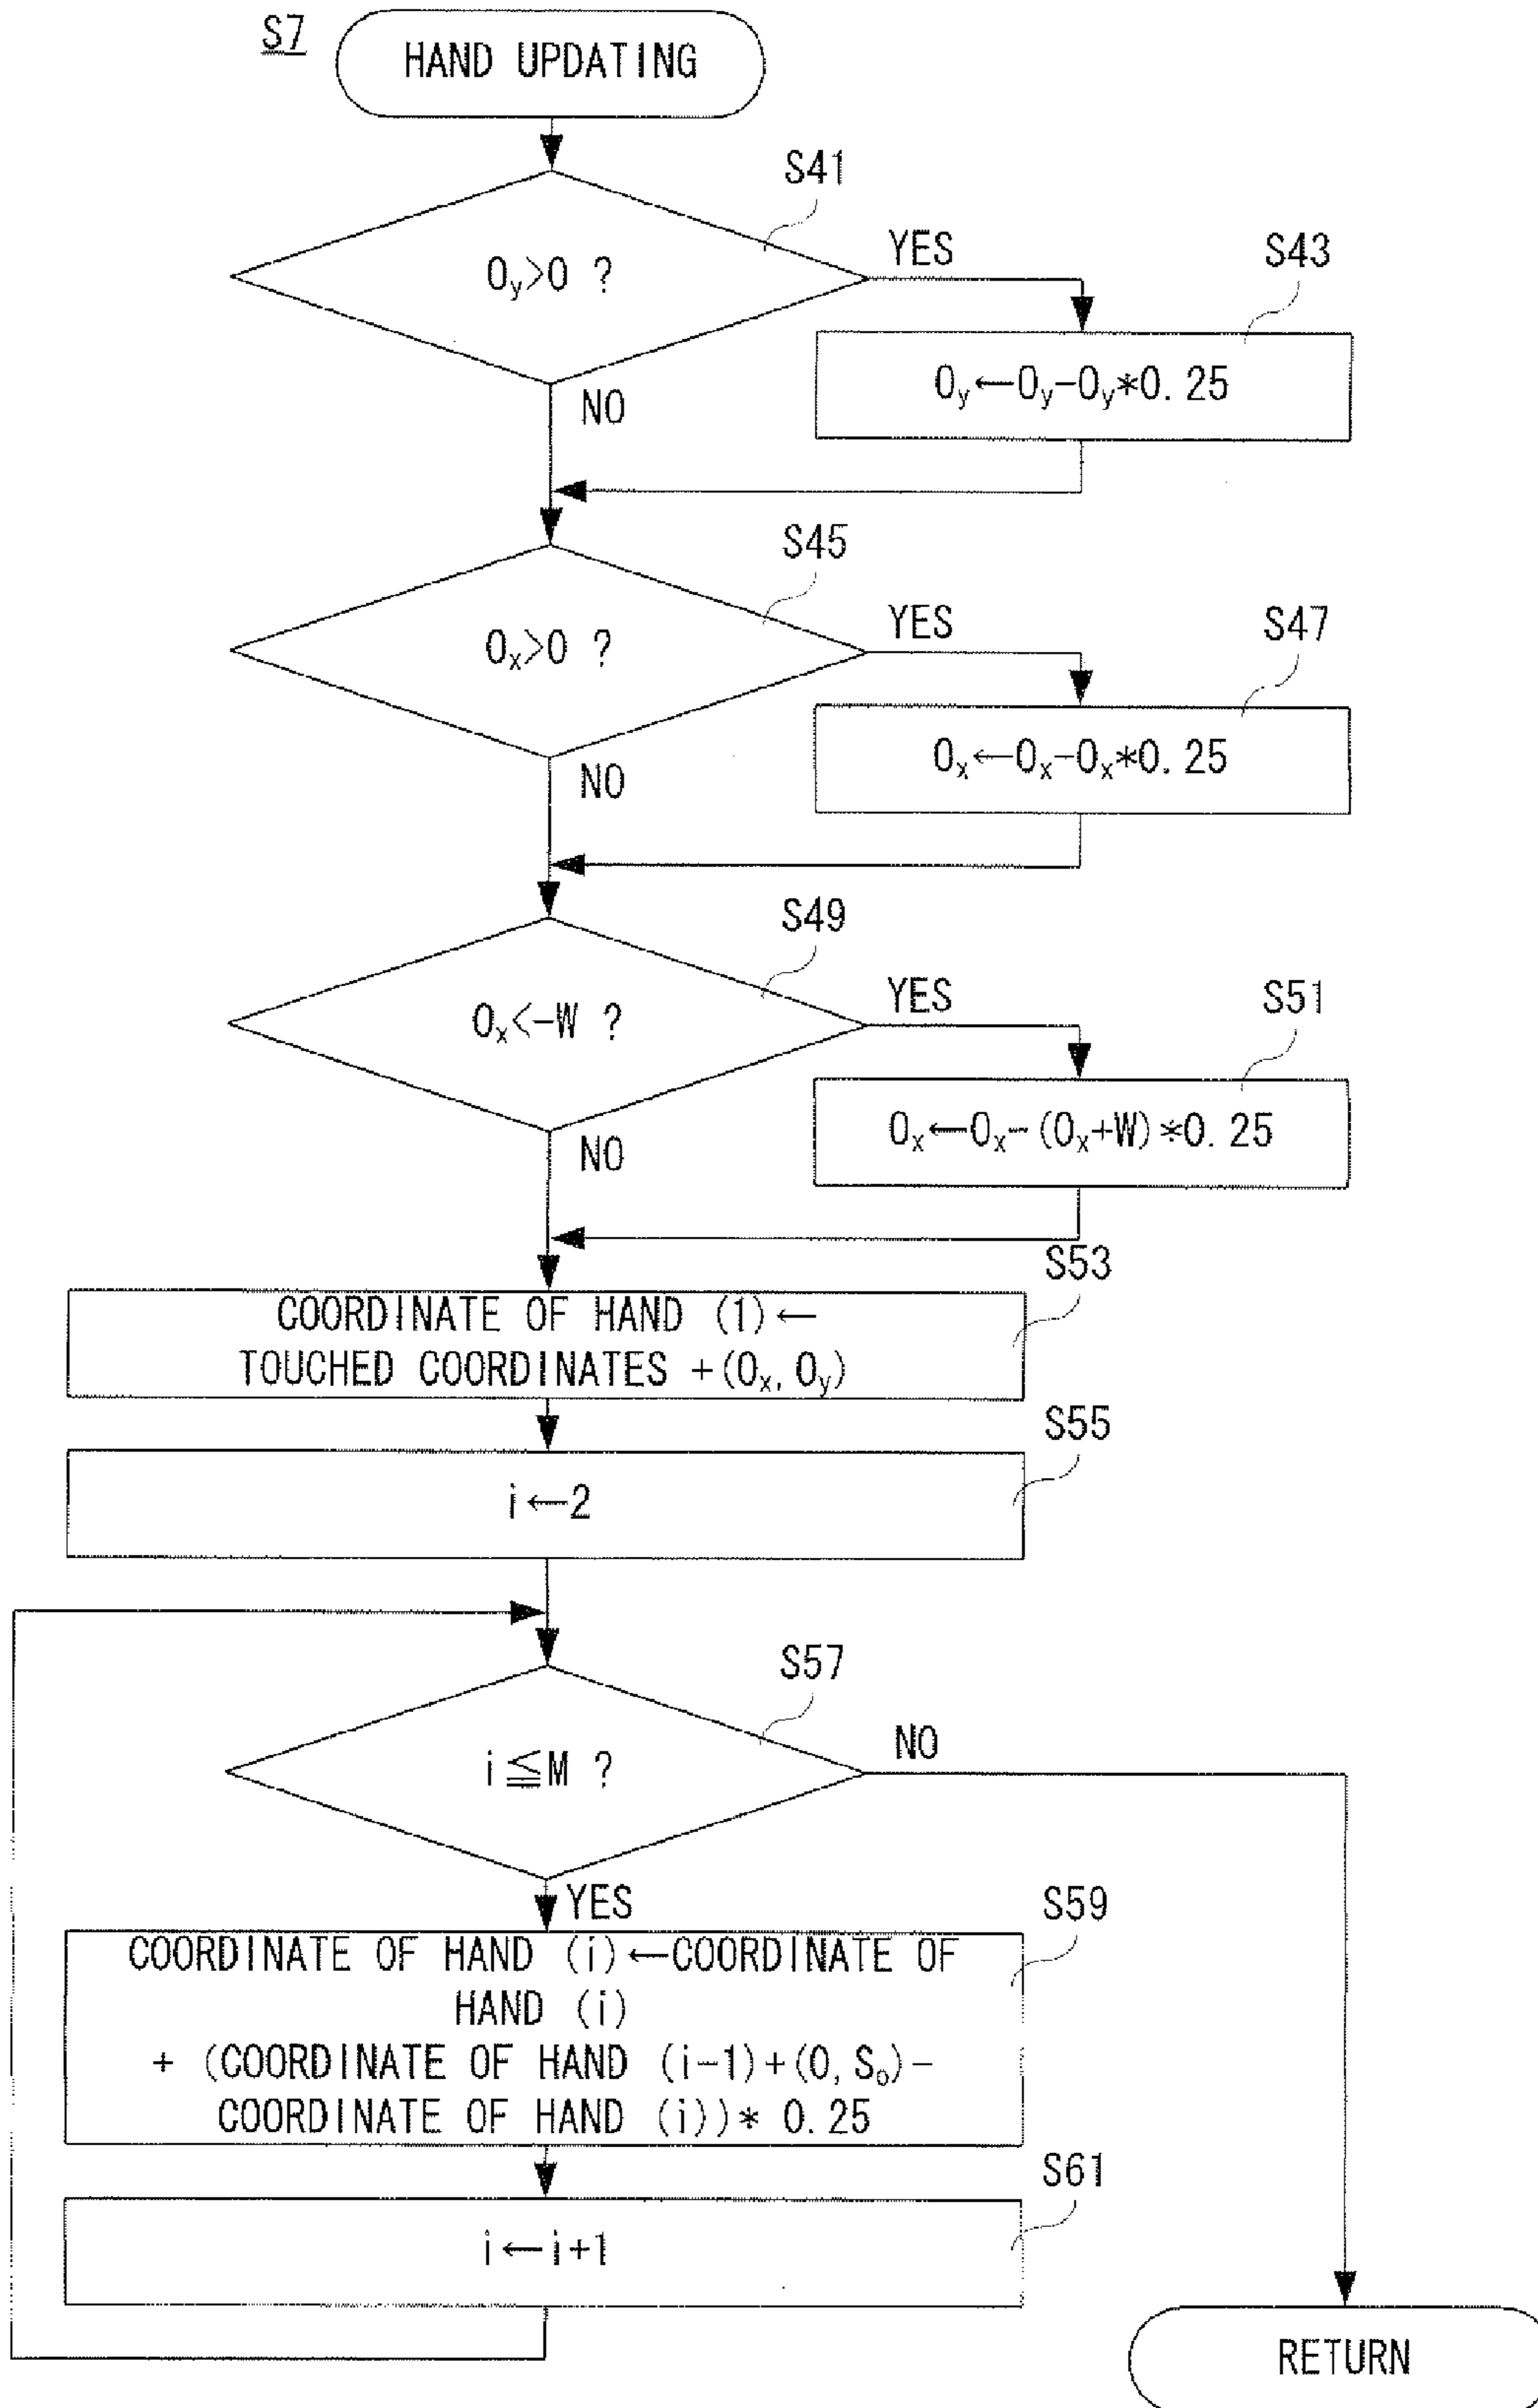 S7
HAND UPDATING
S41
Oy>0 ?
YES
S43
Oy←Oy-Oy*0.25
NO
S45
Ox>0 ?
YES
S47
Ox←Ox-Ox*0.25
NO
S49
Ox<-W ?
YES
S51
Ox←Ox-(Ox+W)*0.25
NO
S53
COORDINATE OF HAND (1)←
TOUCHED COORDINATES +(Ox, Oy)
S55
i←2
S57
i≦M ?
NO
YES
S59
COORDINATE OF HAND (i)←COORDINATE OF
HAND (i)
+ (COORDINATE OF HAND (i-1)+(0, S₀)-
COORDINATE OF HAND (i))* 0.25
S61
i←i+1
RETURN